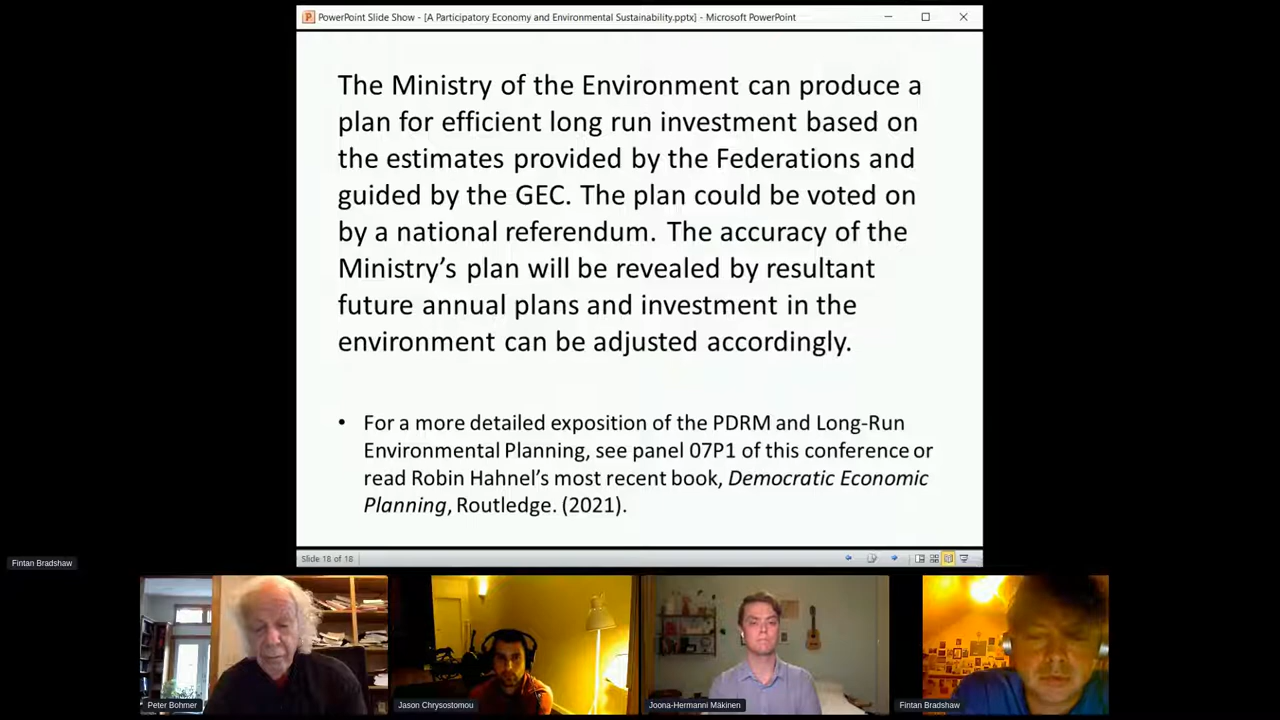 PowerPoint Slide Show - [A Participatory Economy and Environmental Sustainability.pptx] - Microsoft PowerPoint
The Ministry of the Environment can produce a
plan for efficient long run investment based on
the estimates provided by the Federations and
guided by the GEC. The plan could be voted on
by a national referendum. The accuracy of the
Ministry's plan will be revealed by resultant
future annual plans and investment in the
environment can be adjusted accordingly.
• For a more detailed exposition of the PDRM and Long-Run
Environmental Planning, see panel 07P1 of this conference or
read Robin Hahnel's most recent book, Democratic Economic
Planning, Routledge. (2021).
Slide 18 of 18
Fintan Bradshaw
Peter Bohmer
Jason Chrysostomou
Joona-Hermanni Mäkinen
Fintan Bradshaw